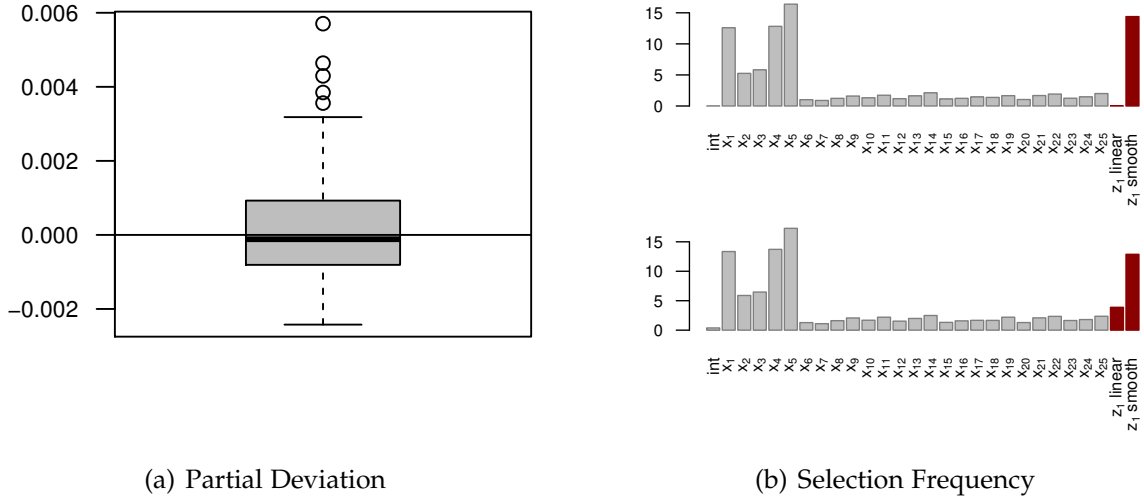 0.006
0.004
0.002
0.000
−0.002
(a) Partial Deviation
15
10
5
0
int
x₁
x₂
x₃
x₄
x₅
x₆
x₇
x₈
x₉
x₁₀
x₁₁
x₁₂
x₁₃
x₁₄
x₁₅
x₁₆
x₁₇
x₁₈
x₁₉
x₂₀
x₂₁
x₂₂
x₂₃
x₂₄
x₂₅
z₁ linear
z₁ smooth
15
10
5
0
int
x₁
x₂
x₃
x₄
x₅
x₆
x₇
x₈
x₉
x₁₀
x₁₁
x₁₂
x₁₃
x₁₄
x₁₅
x₁₆
x₁₇
x₁₈
x₁₉
x₂₀
x₂₁
x₂₂
x₂₃
x₂₄
x₂₅
z₁ linear
z₁ smooth
(b) Selection Frequency